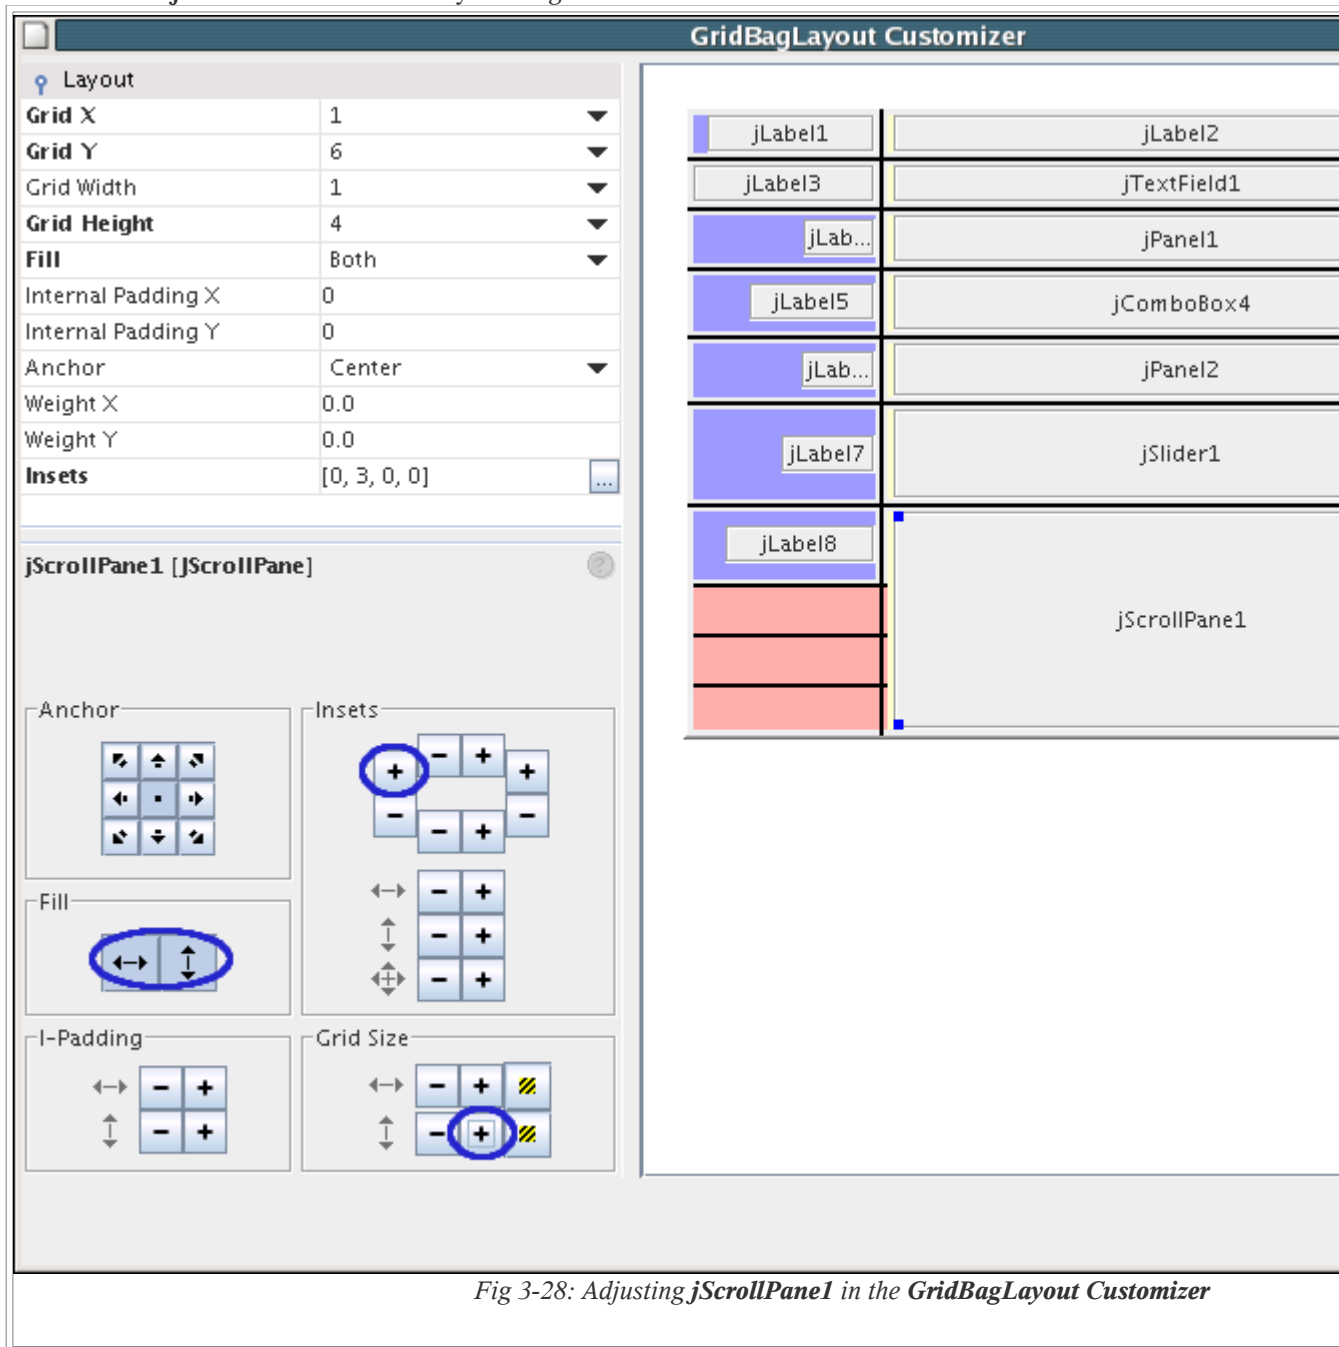 GridBagLayout Customizer
Layout
Grid X 1
Grid Y 6
Grid Width 1
Grid Height 4
Fill Both
Internal Padding X 0
Internal Padding Y 0
Anchor Center
Weight X 0.0
Weight Y 0.0
Insets [0, 3, 0, 0] ...
jScrollPane1 [JScrollPane] ?
Anchor
Insets
Fill
I-Padding
Grid Size
jLabel1 jLabel2
jLabel3 jTextField1
jLab... jPanel1
jLabel5 jComboBox4
jLab... jPanel2
jLabel7 jSlider1
jLabel8 jScrollPane1
Fig 3-28: Adjusting jScrollPane1 in the GridBagLayout Customizer